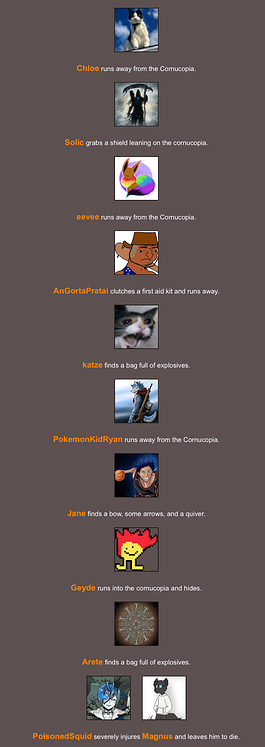 Chloe runs away from the Cornucopia.
Solic grabs a shield leaning on the cornucopia.
eevee runs away from the Cornucopia.
AnGortaPratai clutches a first aid kit and runs away.
katze finds a bag full of explosives.
PokemonKidRyan runs away from the Cornucopia.
Jane finds a bow, some arrows, and a quiver.
Geyde runs into the cornucopia and hides.
Arete finds a bag full of explosives.
PoisonedSquid severely injures Magnus and leaves him to die.